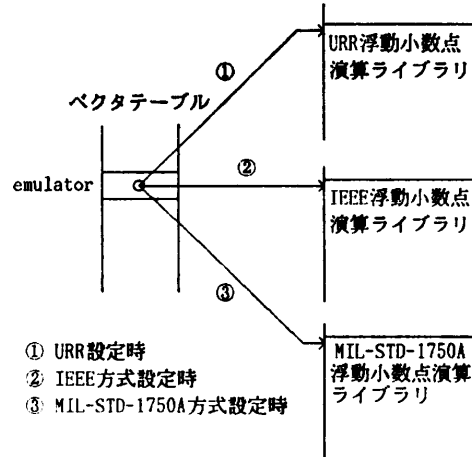 URR浮動小数点
演算ライブラリ
①
ベクタテーブル
②
emulator
IEEE浮動小数点
演算ライブラリ
③
MIL-STD-1750A
浮動小数点演算
ライブラリ
① URR設定時
② IEEE方式設定時
③ MIL-STD-1750A方式設定時